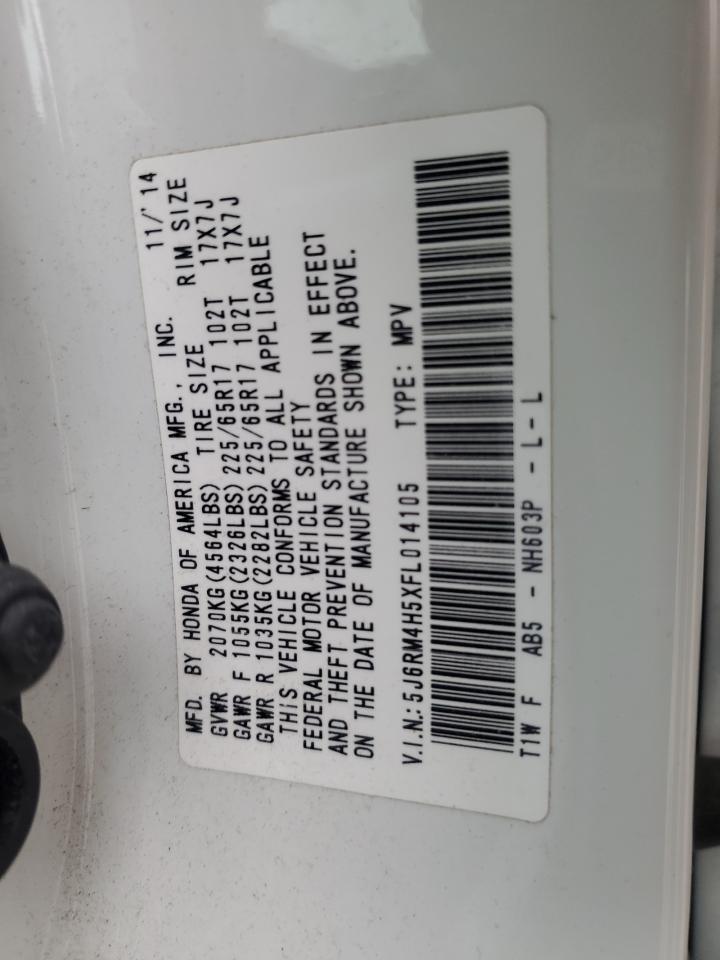 MFD. BY HONDA OF AMERICA MFG., INC. 11/'14
GVWR 2070KG(4564LBS) TIRE SIZE RIM SIZE
GAWR F 1055KG(2326LBS)225/65R17 102T 17X7J
GAWR R 1035KG(2282LBS)225/65R17 102T 17X7J
THIS VEHICLE CONFORMS TO ALL APPLICABLE
FEDERAL MOTOR VEHICLE SAFETY
AND THEFT PREVENTION STANDARDS IN EFFECT
ON THE DATE OF MANUFACTURE SHOWN ABOVE.
V.I.N.:5J6RM4H5XFL014105 TYPE: MPV
T1W F AB5 - NH603P - L - L